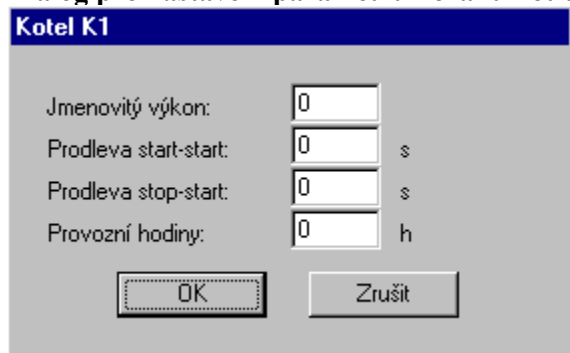 Kotel K1
Jmenovitý výkon: 0
Prodleva start-start: 0 s
Prodleva stop-start: 0 s
Provozní hodiny: 0 h
OK Zrušit